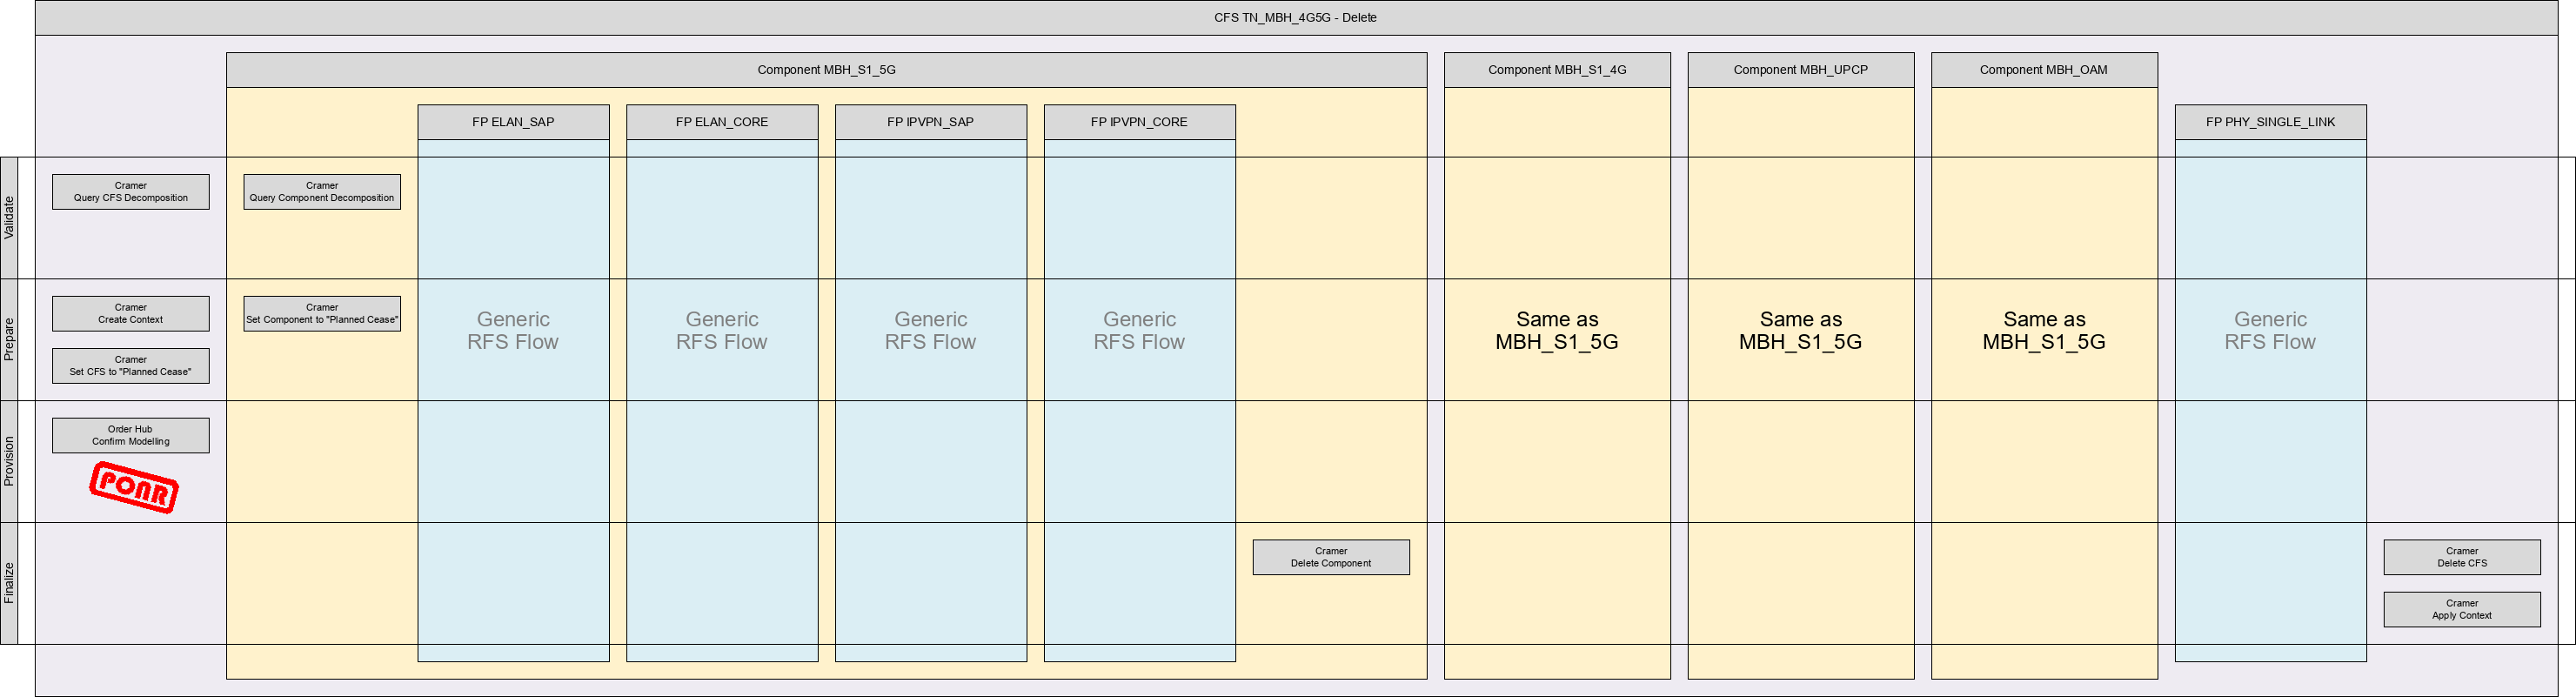 CFS TN_MBH_4G5G - Delete
Component MBH_S1_5G
Component MBH_S1_4G
Component MBH_UPCP
Component MBH_OAM
FP ELAN_SAP
FP ELAN_CORE
FP IPVPN_SAP
FP IPVPN_CORE
FP PHY_SINGLE_LINK
Validate
Cramer
Query CFS Decomposition
Cramer
Query Component Decomposition
Prepare
Cramer
Create Context
Cramer
Set CFS to "Planned Cease"
Cramer
Set Component to "Planned Cease"
Generic
RFS Flow
Generic
RFS Flow
Generic
RFS Flow
Generic
RFS Flow
Same as
MBH_S1_5G
Same as
MBH_S1_5G
Same as
MBH_S1_5G
Generic
RFS Flow
Provision
Order Hub
Confirm Modelling
PONR
Finalize
Cramer
Delete Component
Cramer
Delete CFS
Cramer
Apply Context